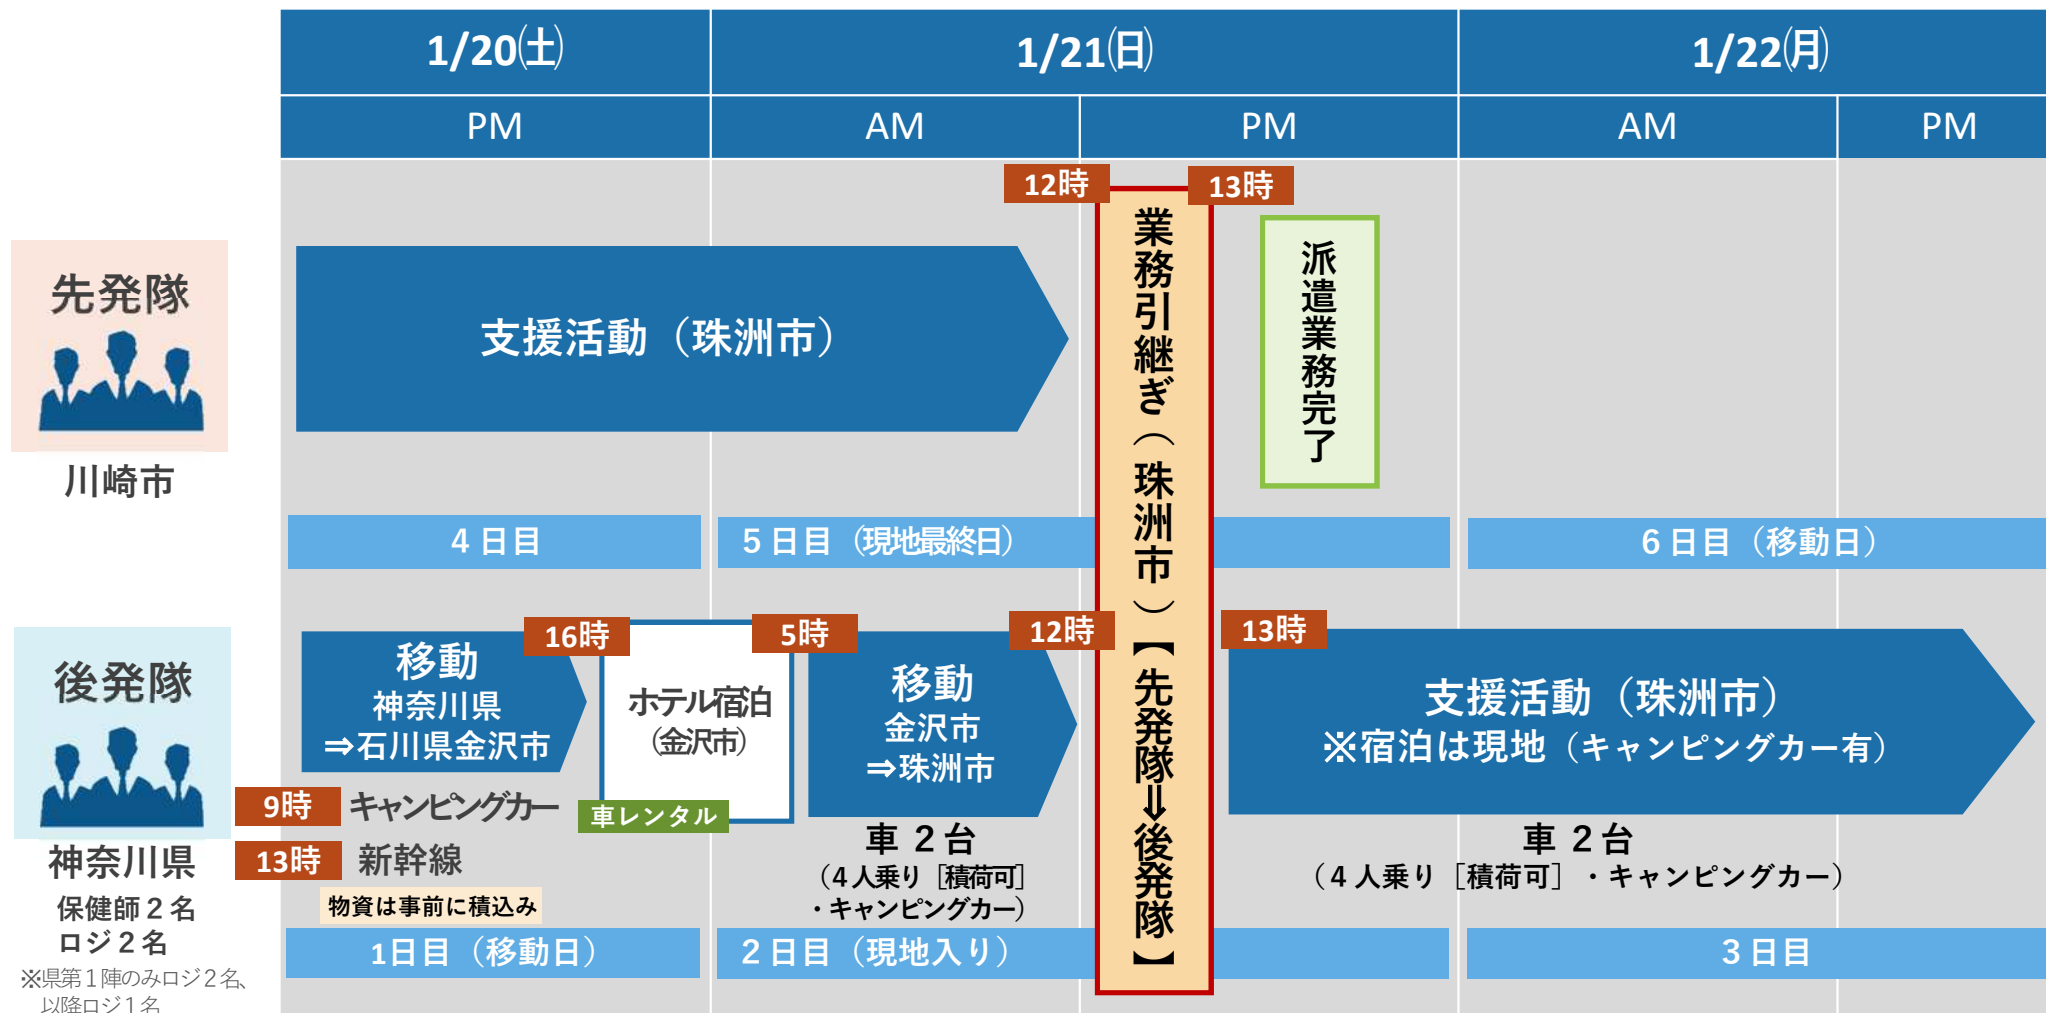 1/20(土)
1/21(日)
1/22(月)
PM
AM
PM
AM
PM
先発隊
川崎市
支援活動（珠洲市）
12時
13時
業務引継ぎ（珠洲市）【先発隊⇒後発隊】
派遣業務完了
4日目
5日目（現地最終日）
6日目（移動日）
後発隊
神奈川県
保健師２名
ロジ２名
※県第１陣のみロジ２名、
以降ロジ１名
移動
神奈川県
⇒石川県金沢市
16時
9時 キャンピングカー
13時 新幹線
物資は事前に積込み
ホテル宿泊
（金沢市）
車レンタル
5時
移動
金沢市
⇒珠洲市
12時
車２台
（４人乗り［積荷可］
・キャンピングカー）
13時
支援活動（珠洲市）
※宿泊は現地（キャンピングカー有）
車２台
（４人乗り［積荷可］・キャンピングカー）
1日目（移動日）
2日目（現地入り）
3日目